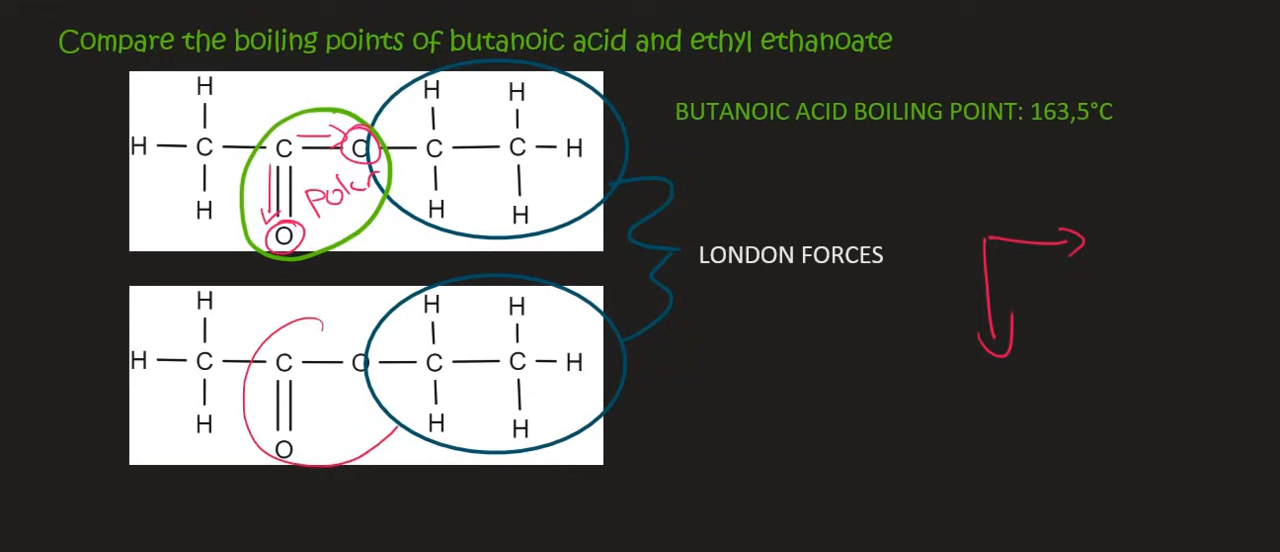 Compare the boiling points of butanoic acid and ethyl ethanoate
BUTANOIC ACID BOILING POINT: 163,5°C
H H H
H C C O C C H
H Polar H H
O
LONDON FORCES
H H H
H C C O C C H
H H H
O